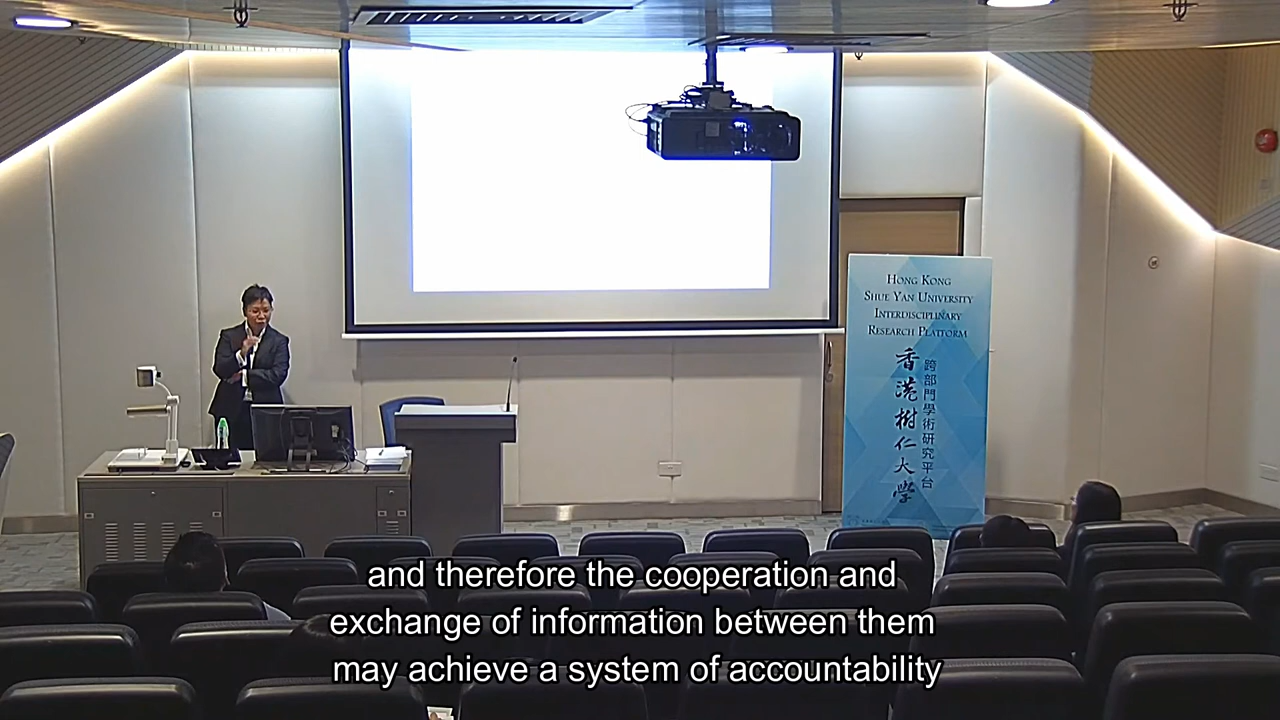 Hong Kong
Shue Yan University
Interdisciplinary
Research Platform
香港樹仁大學
跨部門學術研究平台
and therefore the cooperation and
exchange of information between them
may achieve a system of accountability